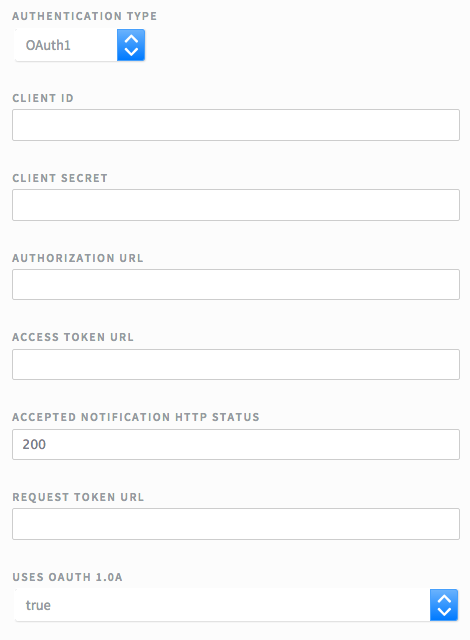 AUTHENTICATION TYPE
OAuth1
CLIENT ID
CLIENT SECRET
AUTHORIZATION URL
ACCESS TOKEN URL
ACCEPTED NOTIFICATION HTTP STATUS
200
REQUEST TOKEN URL
USES OAUTH 1.0A
true